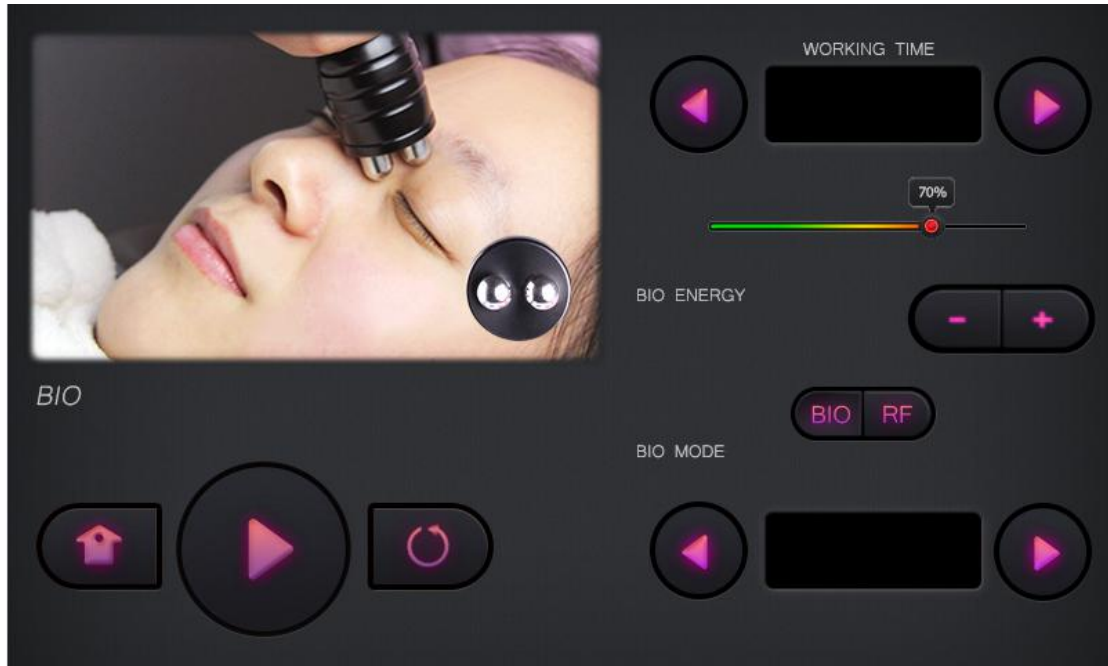 WORKING TIME
70%
BIO ENERGY
- +
BIO
BIO RF
BIO MODE